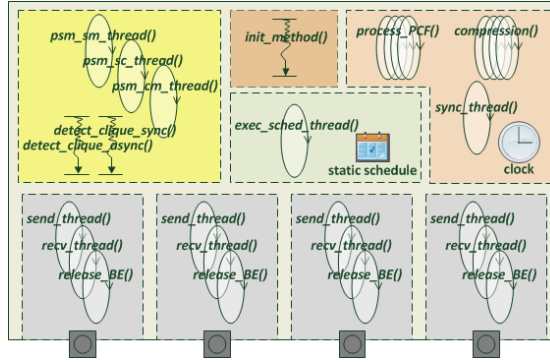 psm_sm_thread()
psm_sc_thread()
psm_cm_thread()
detect_clique_sync()
detect_clique_async()
init_method()
exec_sched_thread()
static schedule
process_PCF()
compression()
sync_thread()
clock
send_thread()
recv_thread()
release_BE()
send_thread()
recv_thread()
release_BE()
send_thread()
recv_thread()
release_BE()
send_thread()
recv_thread()
release_BE()